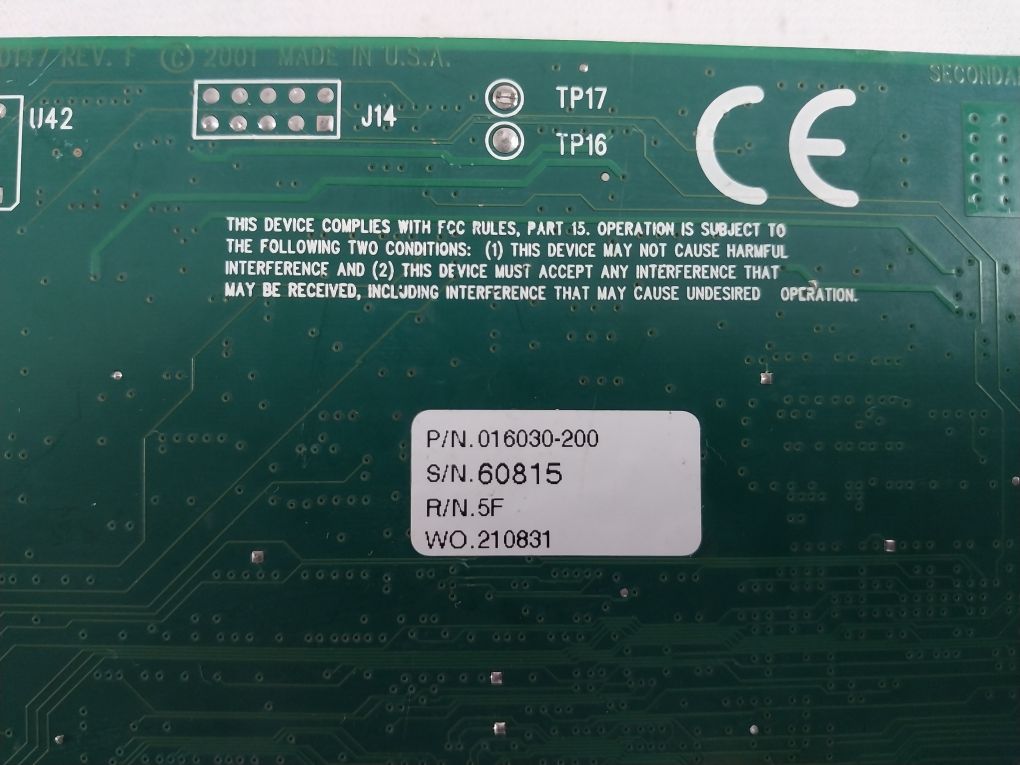 0147 REV. F © 2001 MADE IN U.S.A.
U42
J14
TP17
TP16
CE
THIS DEVICE COMPLIES WITH FCC RULES, PART 15. OPERATION IS SUBJECT TO
THE FOLLOWING TWO CONDITIONS: (1) THIS DEVICE MAY NOT CAUSE HARMFUL
INTERFERENCE AND (2) THIS DEVICE MUST ACCEPT ANY INTERFERENCE THAT
MAY BE RECEIVED, INCLUDING INTERFERENCE THAT MAY CAUSE UNDESIRED OPERATION.
P/N.016030-200
S/N.60815
R/N.5F
WO.210831